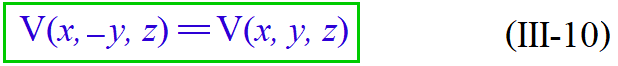 V(x, –y, z) = V(x, y, z) (III-10)